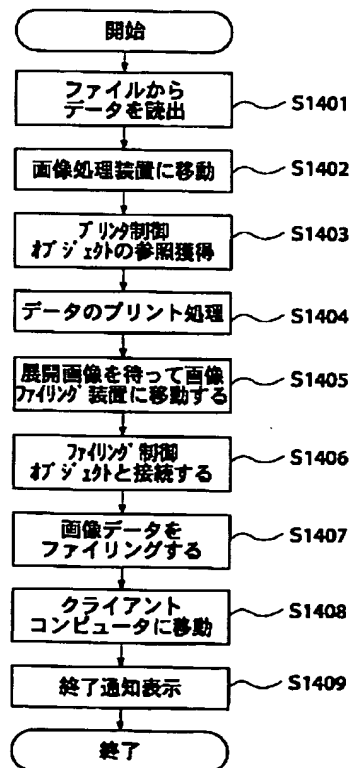 開始
ファイルから
データを読出
S1401
画像処理装置に移動
S1402
プリンタ制御
オブジェクトの参照獲得
S1403
データのプリント処理
S1404
展開画像を待って画像
ファイリング装置に移動する
S1405
ファイリング制御
オブジェクトと接続する
S1406
画像データを
ファイリングする
S1407
クライアント
コンピュータに移動
S1408
終了通知表示
S1409
終了